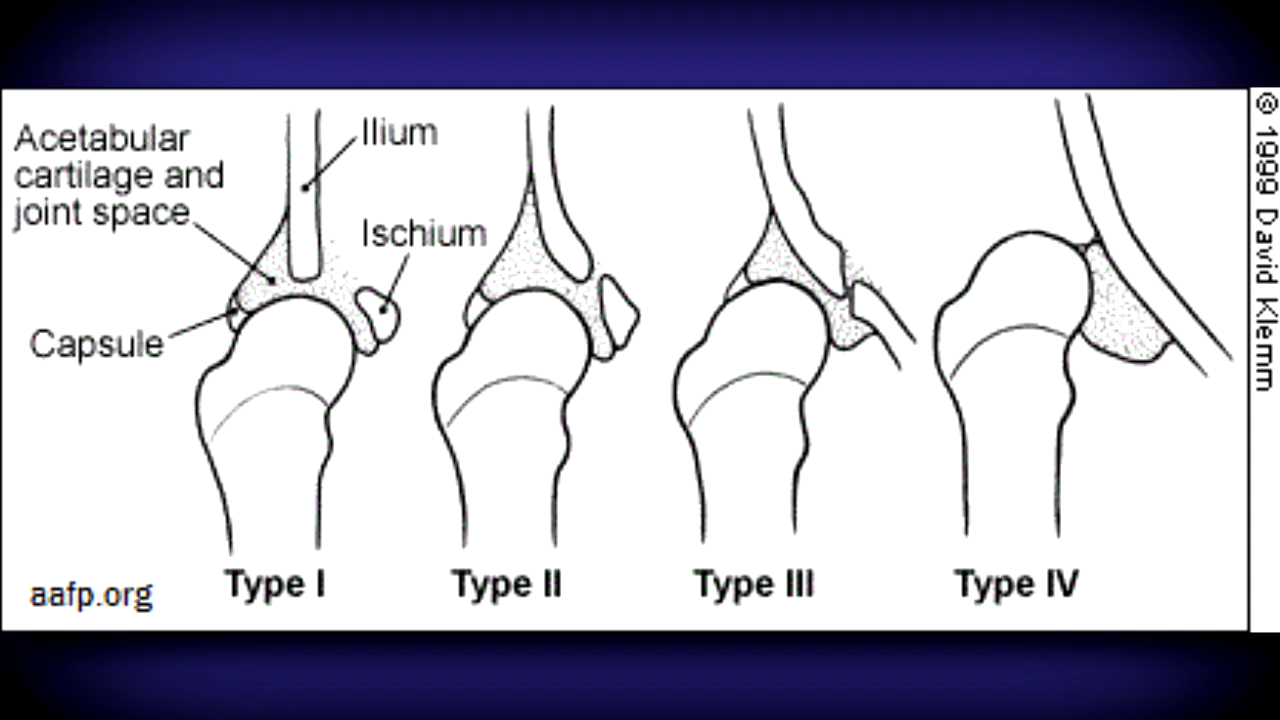 Acetabular
cartilage and
joint space
Ilium
Ischium
Capsule
Type I
Type II
Type III
Type IV
aafp.org
© 1999 David Klemm